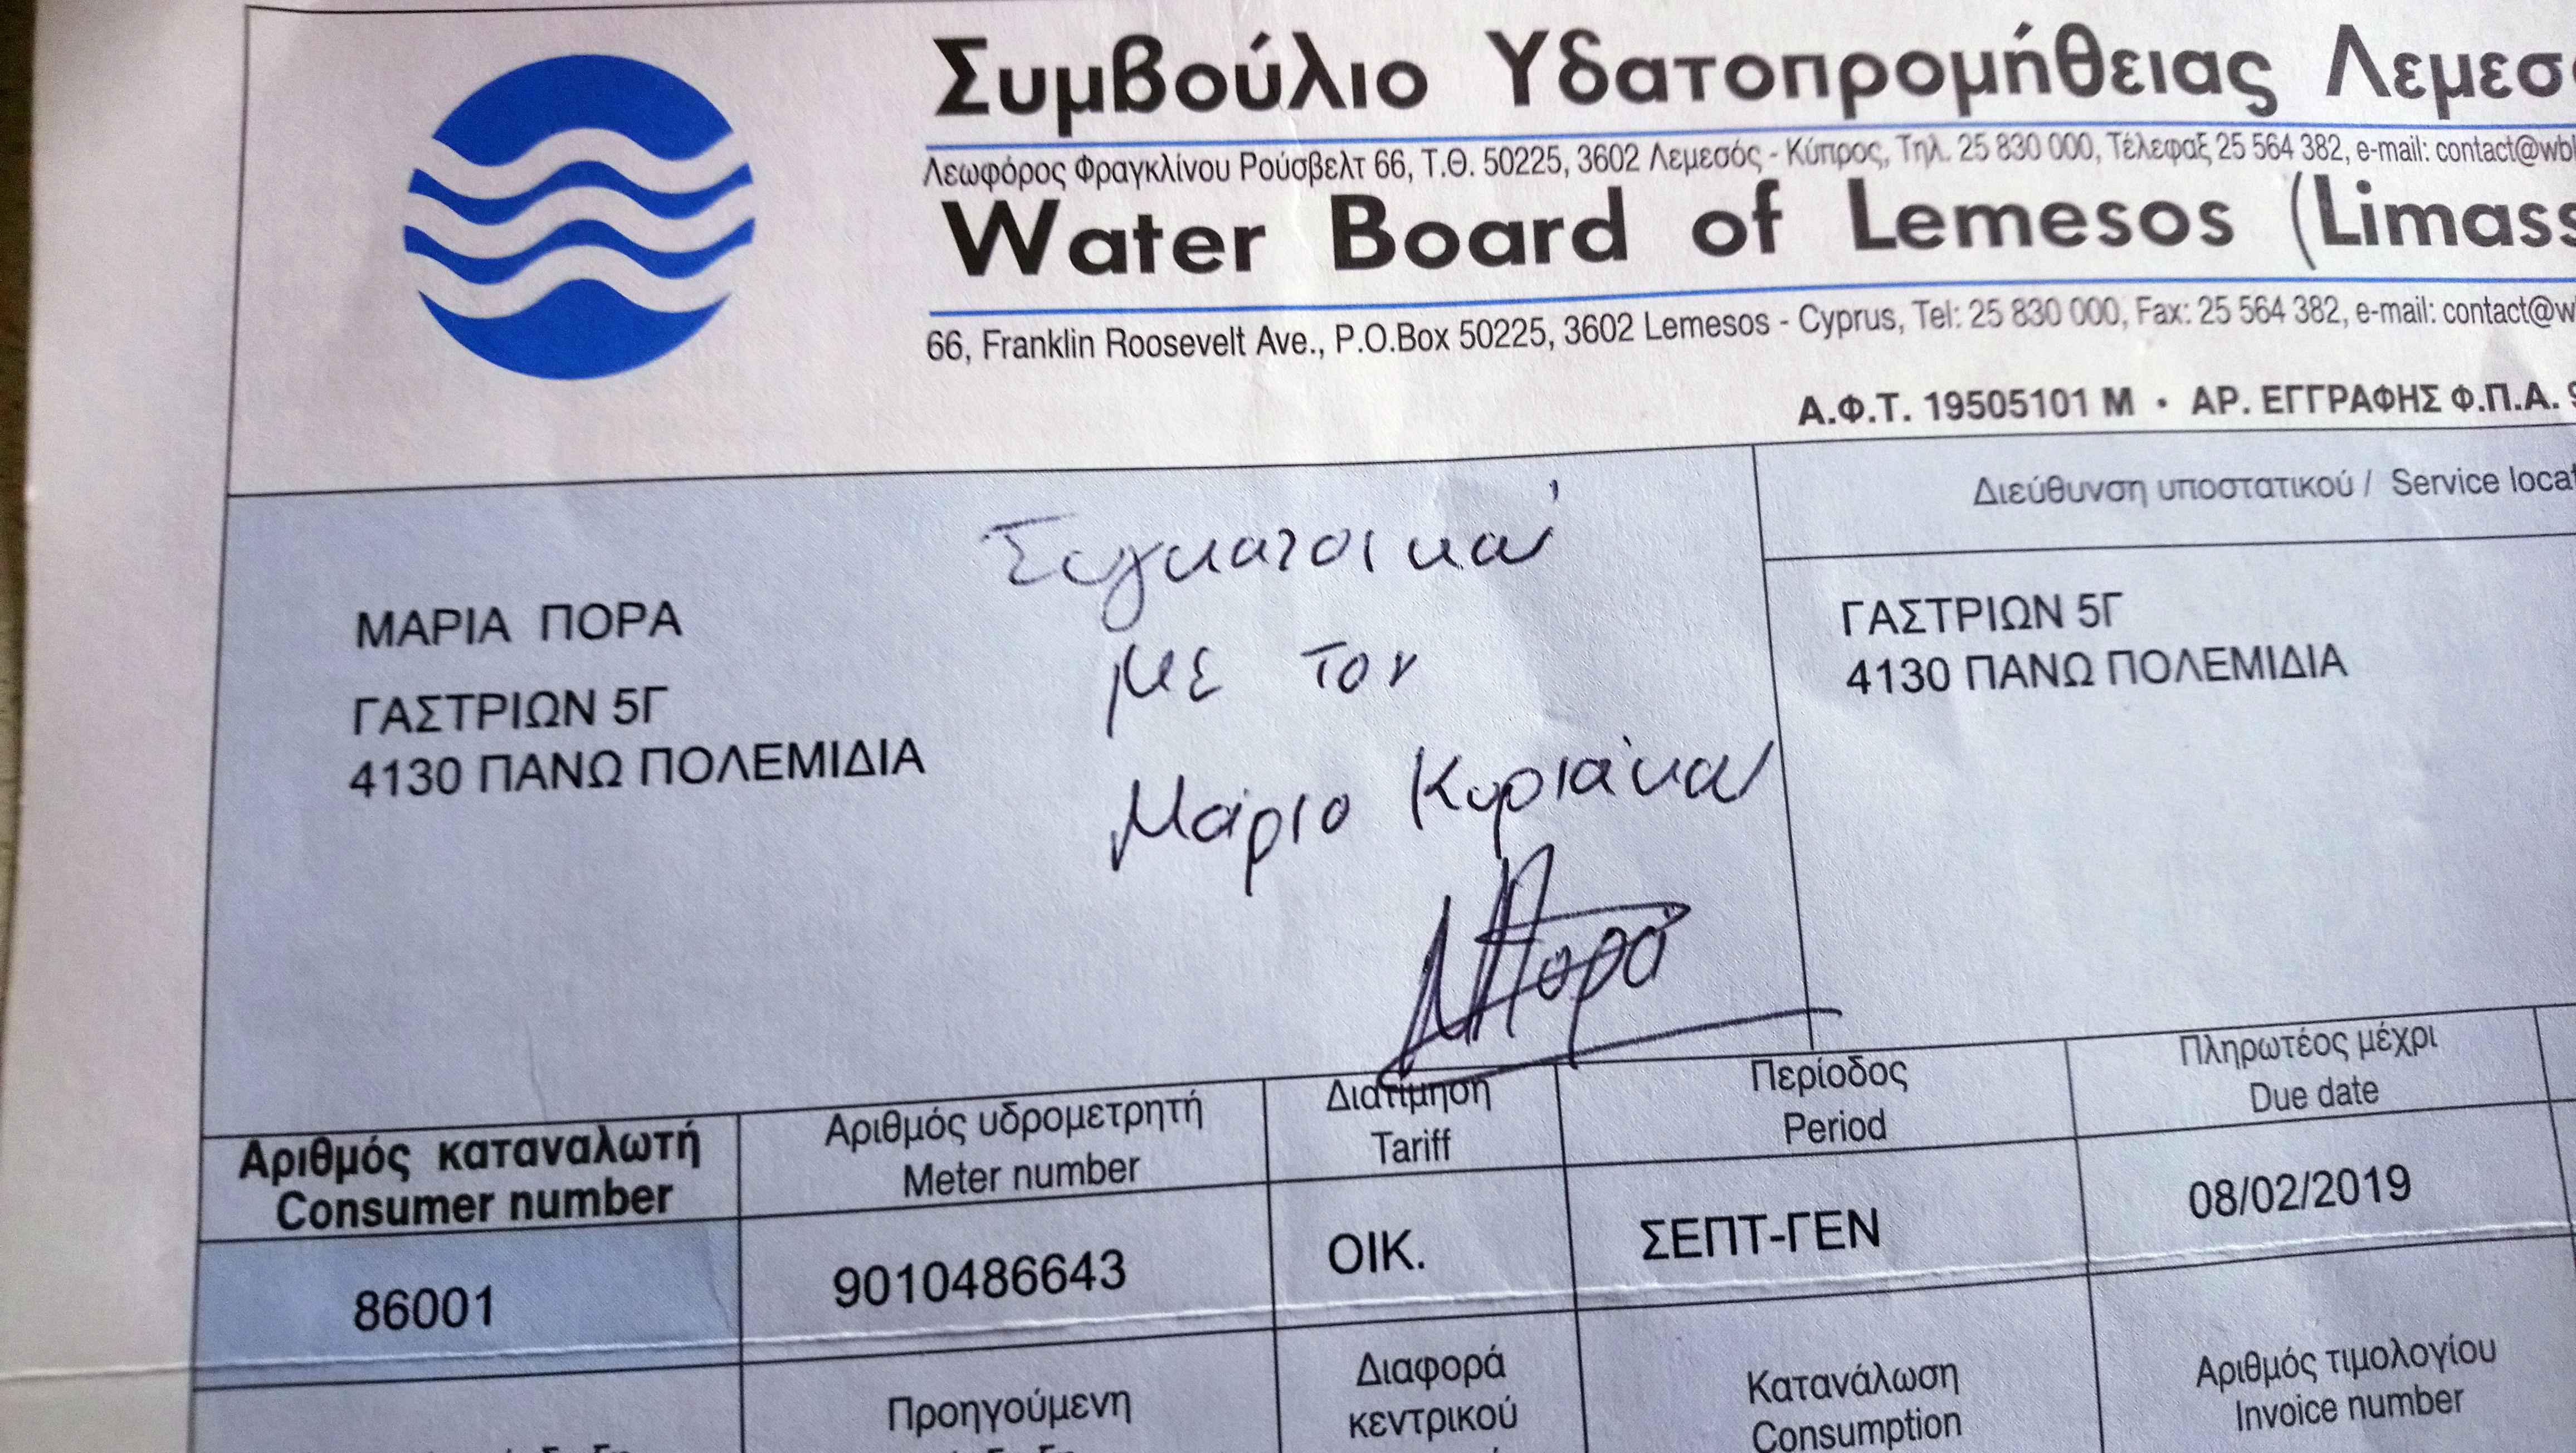 Συμβούλιο Υδατοπρομήθειας Λεμεσ
Λεωφόρος Φραγκλίνου Ρούσβελτ 66, Τ.Θ. 50225, 3602 Λεμεσός - Κύπρος, Τηλ. 25 830 000, Τέλεφαξ 25 564 382, e-mail: contact@wbl
Water Board of Lemesos (Limass
66, Franklin Roosevelt Ave., P.O.Box 50225, 3602 Lemesos - Cyprus, Tel: 25 830 000, Fax: 25 564 382, e-mail: contact@w
Α.Φ.Τ. 19505101 Μ • ΑΡ. ΕΓΓΡΑΦΗΣ Φ.Π.Α. 9
Διεύθυνση υποστατικού / Service locat
ΜΑΡΙΑ ΠΟΡΑ
ΓΑΣΤΡΙΩΝ 5Γ
4130 ΠΑΝΩ ΠΟΛΕΜΙΔΙΑ
Συγκατοικά
με τον
Μάριο Κυριάκου
Πορα
ΓΑΣΤΡΙΩΝ 5Γ
4130 ΠΑΝΩ ΠΟΛΕΜΙΔΙΑ
Αριθμός καταναλωτή
Consumer number
Αριθμός υδρομετρητή
Meter number
Διατίμηση
Tariff
Περίοδος
Period
Πληρωτέος μέχρι
Due date
86001
9010486643
ΟΙΚ.
ΣΕΠΤ-ΓΕΝ
08/02/2019
Προηγούμενη
Διαφορά
κεντρικού
Κατανάλωση
Consumption
Αριθμός τιμολογίου
Invoice number